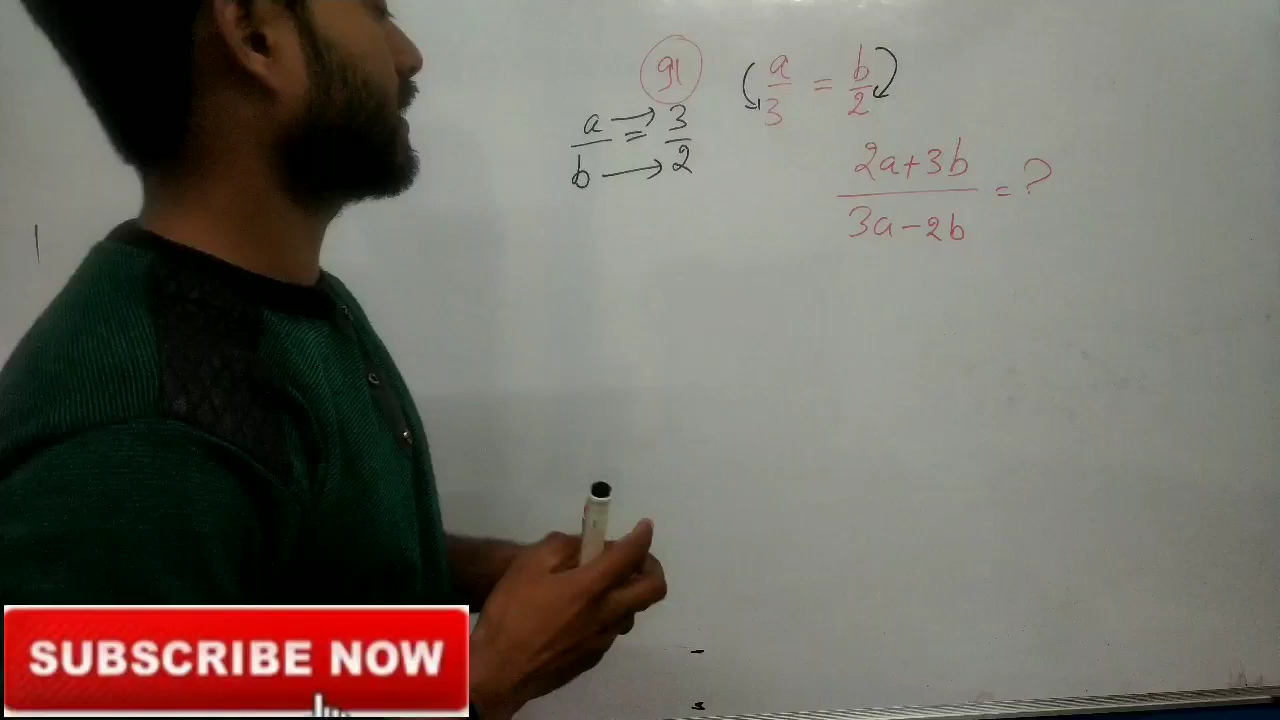 91
a/3 = b/2
a/b = 3/2
(2a+3b)/(3a-2b) = ?
SUBSCRIBE NOW